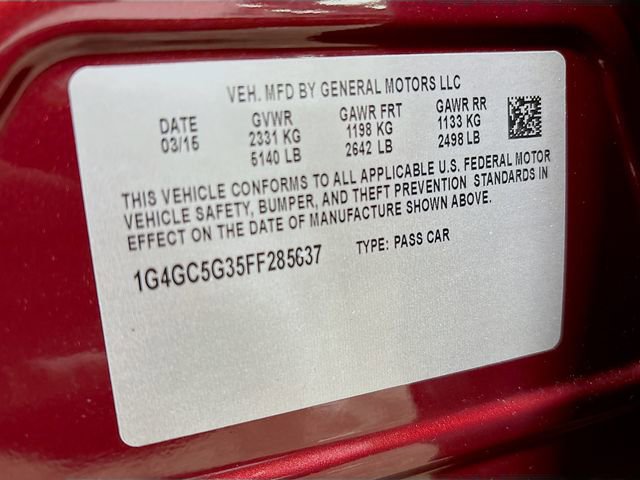 VEH. MFD BY GENERAL MOTORS LLC
DATE GVWR GAWR FRT GAWR RR
03/15 2331 KG 1198 KG 1133 KG
5140 LB 2642 LB 2498 LB
THIS VEHICLE CONFORMS TO ALL APPLICABLE U.S. FEDERAL MOTOR
VEHICLE SAFETY, BUMPER, AND THEFT PREVENTION STANDARDS IN
EFFECT ON THE DATE OF MANUFACTURE SHOWN ABOVE.
1G4GC5G35FF285637 TYPE: PASS CAR